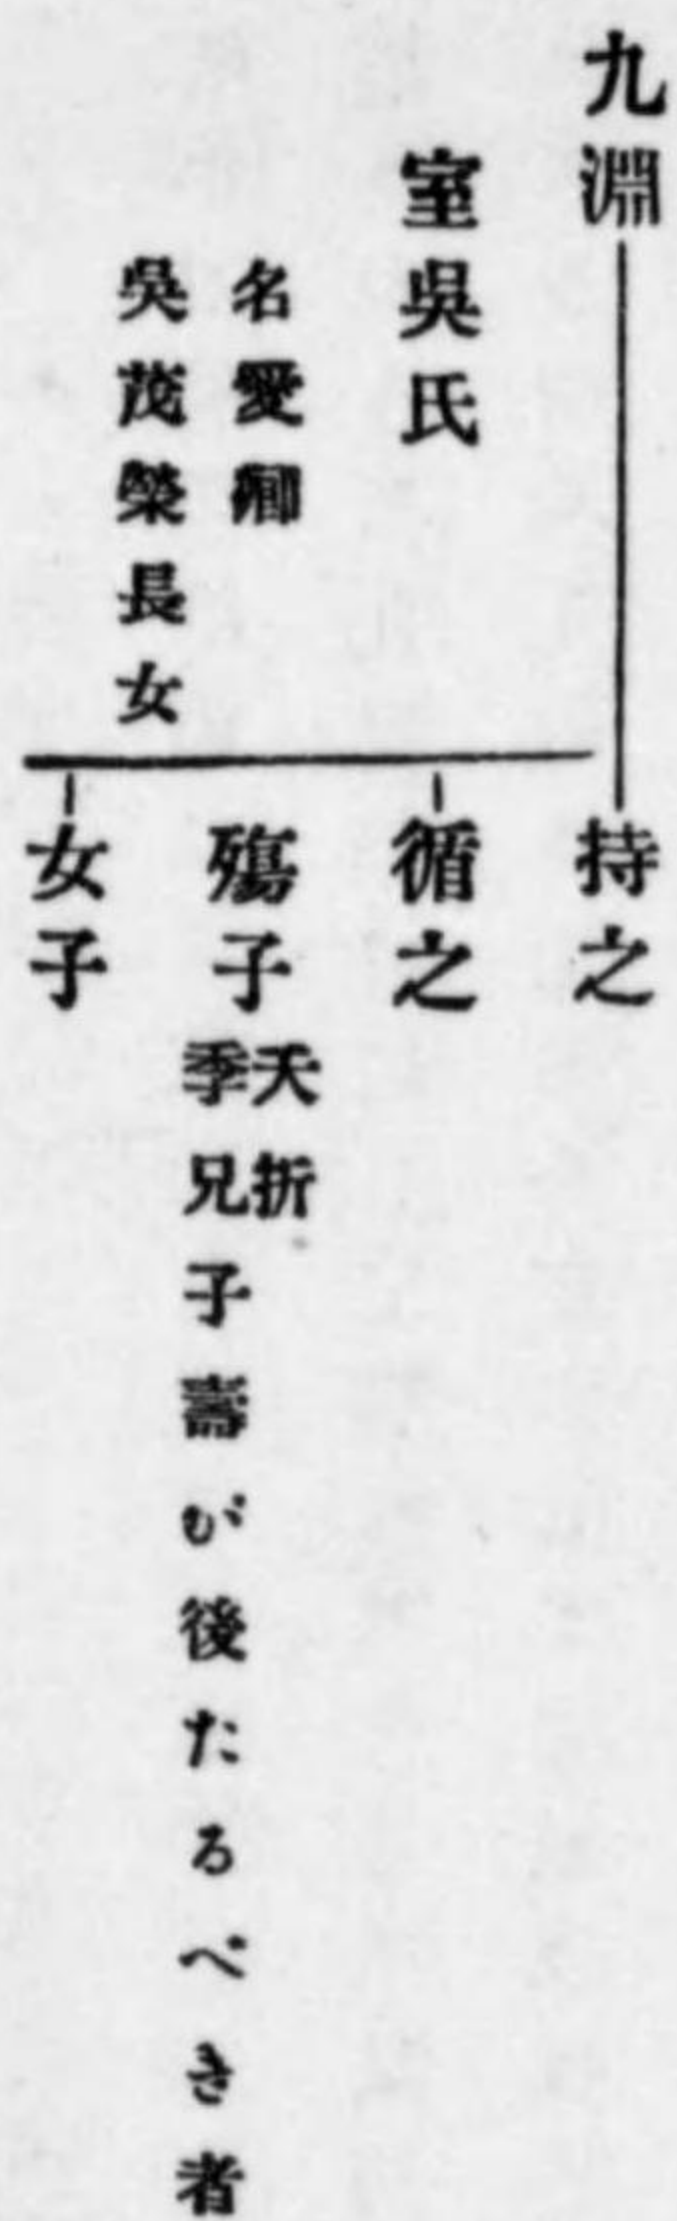 九淵
持之
室吳氏
名愛卿
吳茂榮長女
循之
殤子
夭折
季兄子壽が後たるべき者
女子